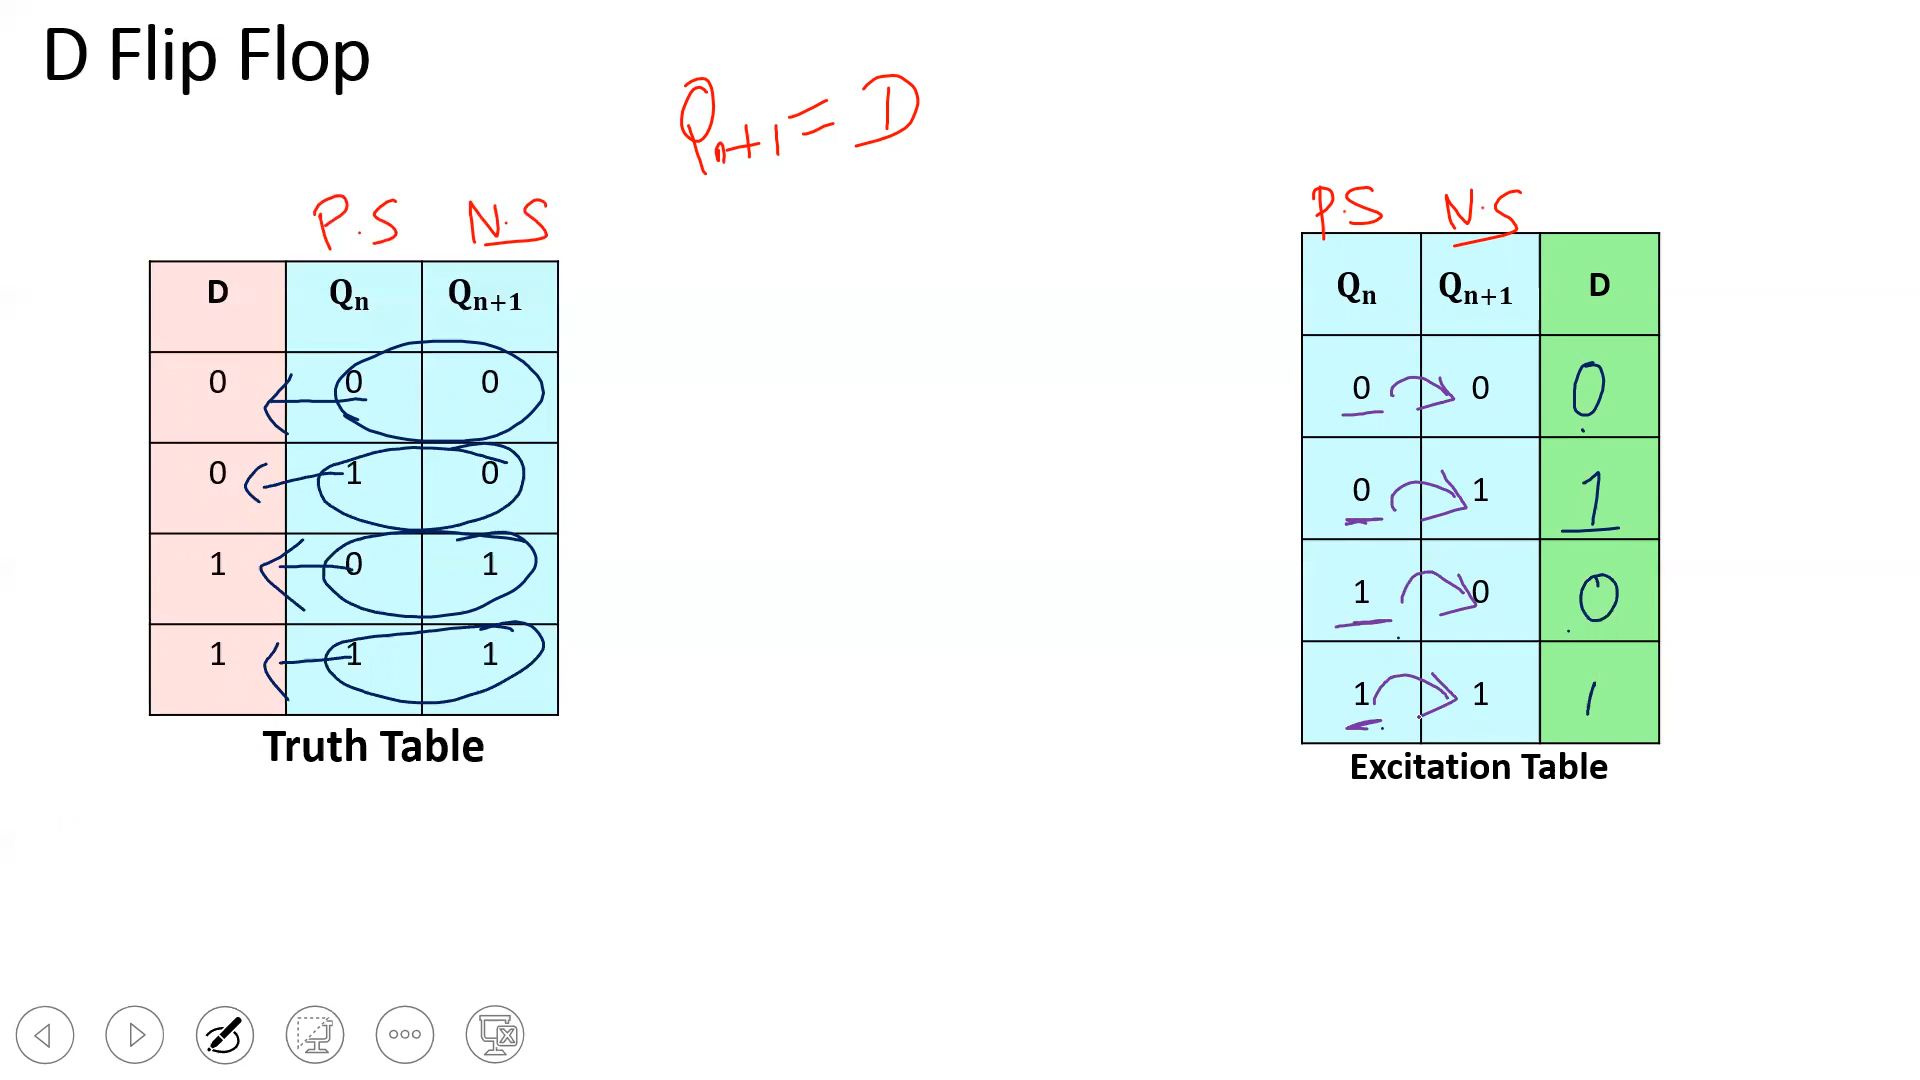 D Flip Flop
Qn+1 = D
P.S N.S
D Qn Qn+1
0 0 0
0 1 0
1 0 1
1 1 1
Truth Table
P.S N.S
Qn Qn+1 D
0 0 0
0 1 1
1 0 0
1 1 1
Excitation Table